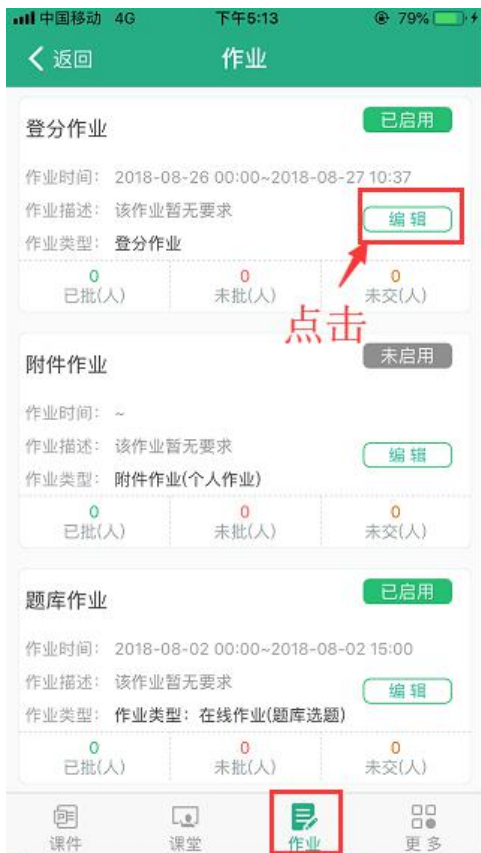 中国移动 4G 下午5:13 79%
返回 作业
登分作业 已启用
作业时间: 2018-08-26 00:00~2018-08-27 10:37
作业描述: 该作业暂无要求
编辑
作业类型: 登分作业
0 0 0
已批(人) 未批(人) 未交(人)
点击
附件作业 未启用
作业时间: ~
作业描述: 该作业暂无要求
编辑
作业类型: 附件作业(个人作业)
0 0 0
已批(人) 未批(人) 未交(人)
题库作业 已启用
作业时间: 2018-08-02 00:00~2018-08-02 15:00
作业描述: 该作业暂无要求
编辑
作业类型: 作业类型: 在线作业(题库选题)
0 0 0
已批(人) 未批(人) 未交(人)
课件 课堂 作业 更多